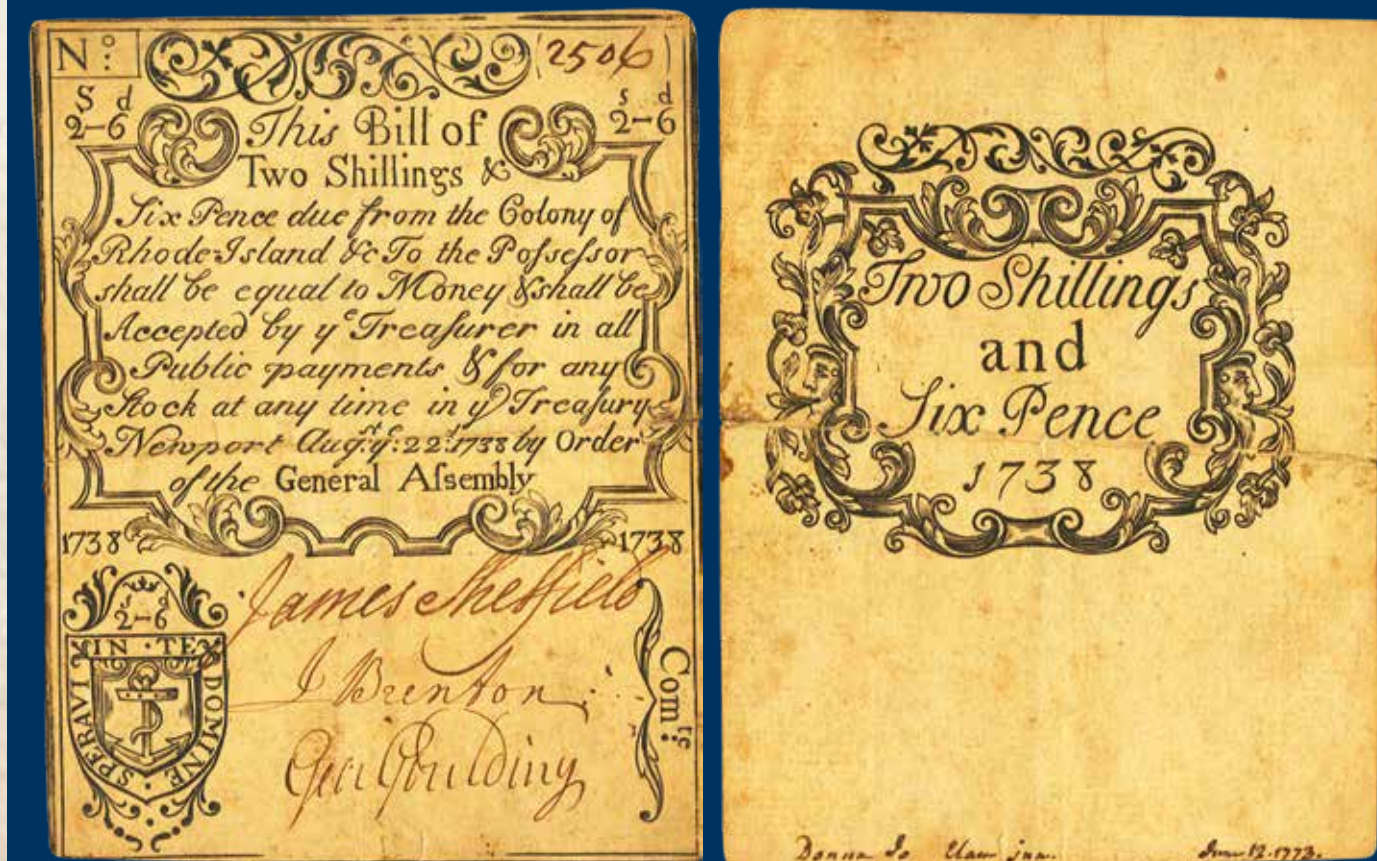 No:
(2506)
S d
2-6
s d
2-6
This Bill of
Two Shillings &
Six Pence due from the Colony of
Rhode-Island &c To the Poſseſsor
shall be equal to Money & shall be
Accepted by yᵉ Treaſurer in all
Public payments & for any
Stock at any time in yᵉ Treaſury
Newport Augˢᵗ. yᵉ: 22ᵈ: 1738 by Order
of the General Aſsembly
1738
1738
s d
2-6
IN · TE
SPERAVI
DOMINE
James Sheffield
J Brenton
Geo Goulding
Comᵗᵉ:
Two Shillings
and
Six Pence
1738
12. 1773.